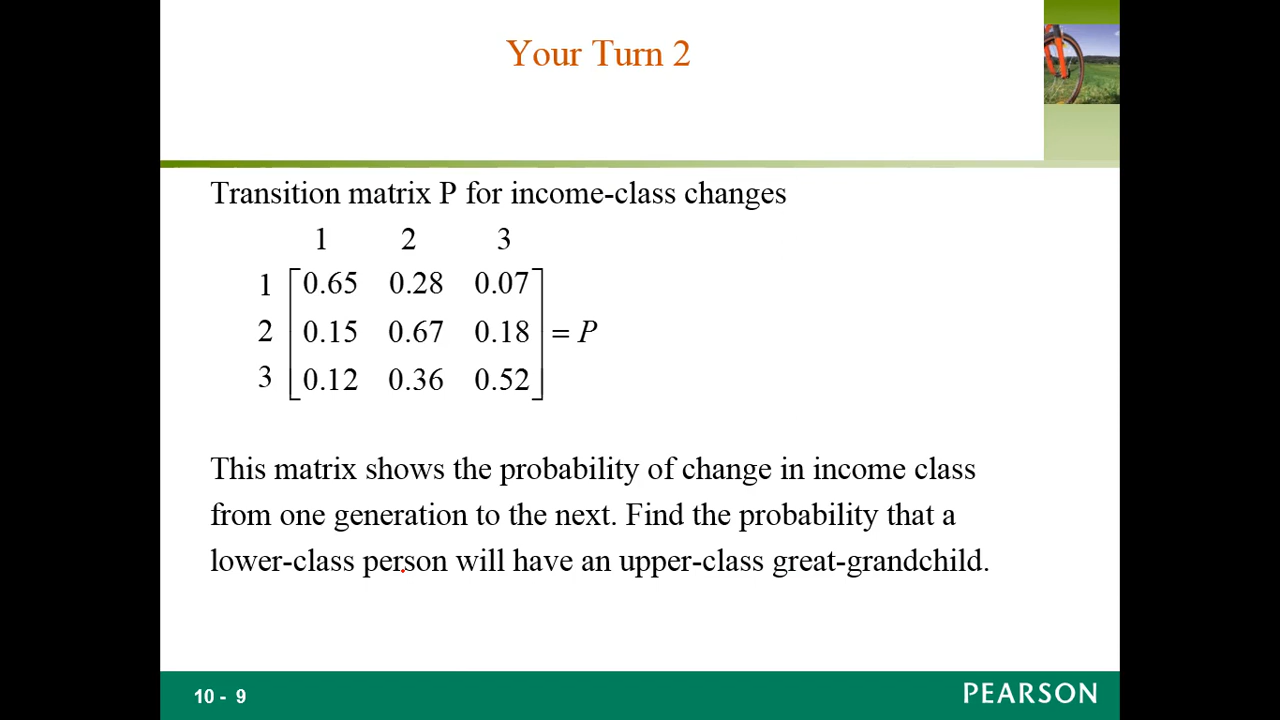 Your Turn 2
Transition matrix P for income-class changes
1 2 3
1 [0.65 0.28 0.07]
2 [0.15 0.67 0.18] = P
3 [0.12 0.36 0.52]
This matrix shows the probability of change in income class
from one generation to the next. Find the probability that a
lower-class person will have an upper-class great-grandchild.
10 - 9
PEARSON